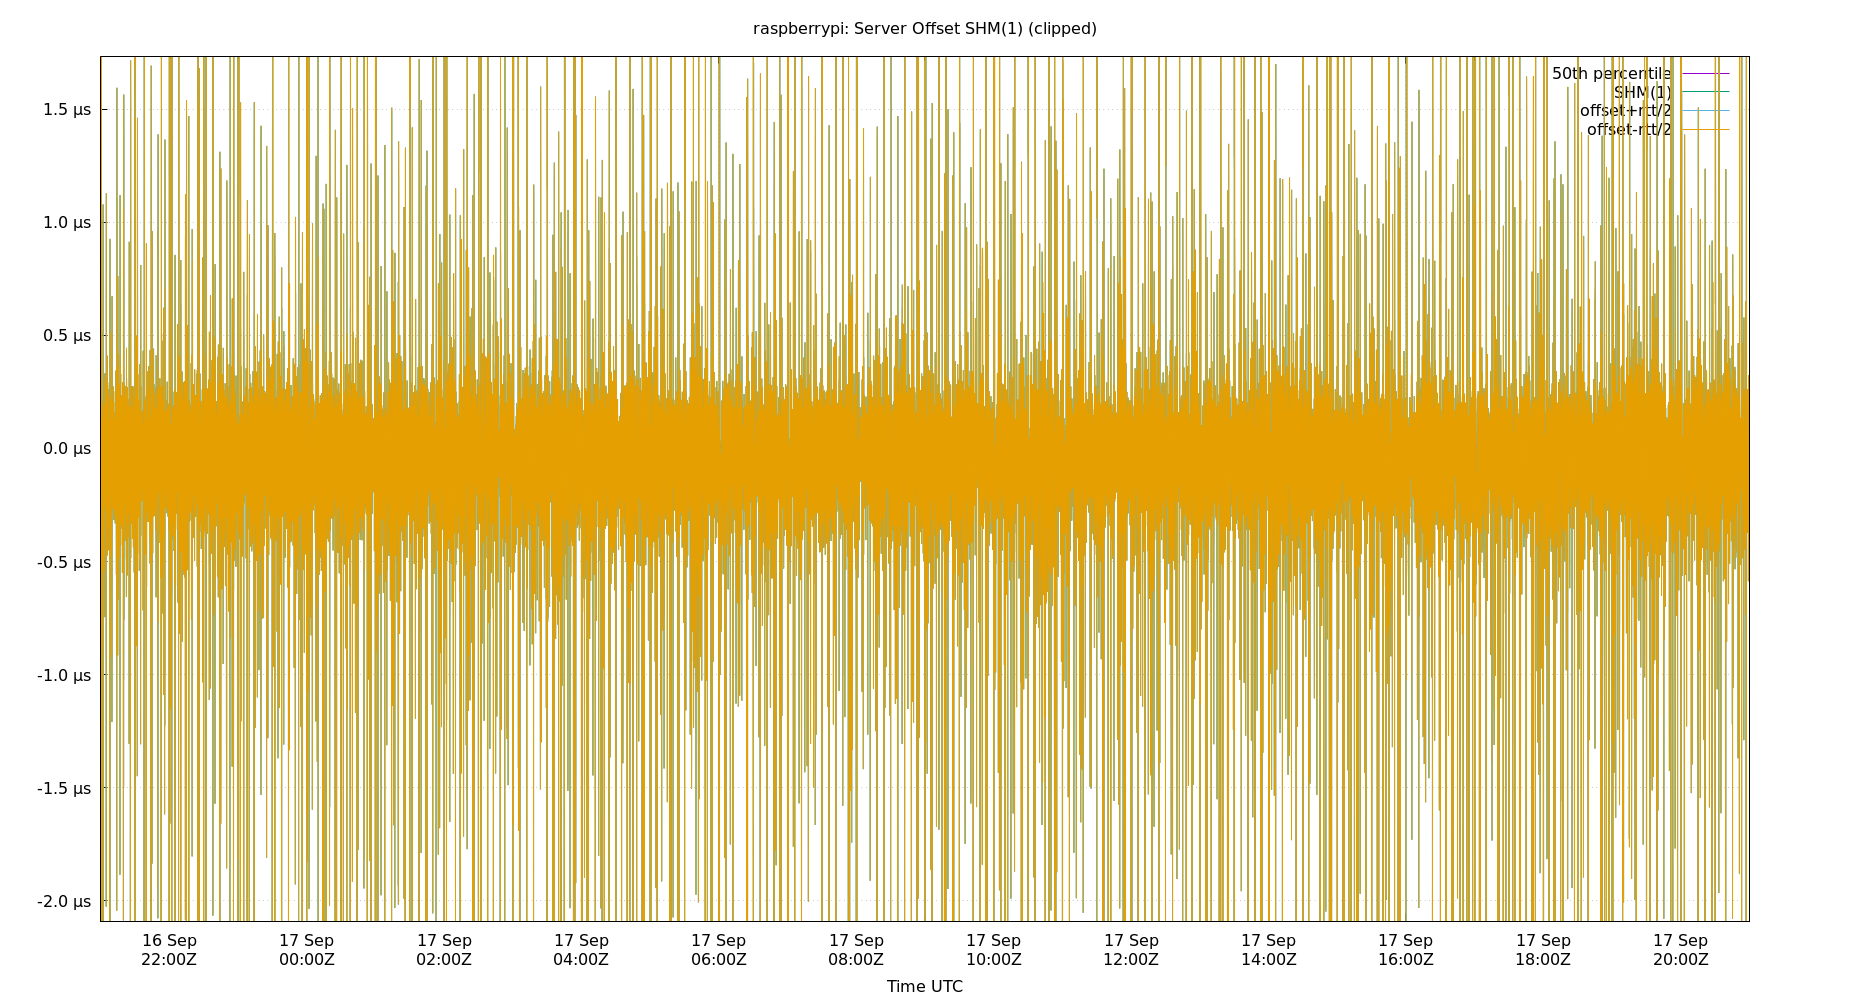 raspberrypi: Server Offset SHM(1) (clipped)
50th percentile
SHM(1)
offset+rtt/2
offset-rtt/2
1.5 µs
1.0 µs
0.5 µs
0.0 µs
-0.5 µs
-1.0 µs
-1.5 µs
-2.0 µs
16 Sep 17 Sep 17 Sep 17 Sep 17 Sep 17 Sep 17 Sep 17 Sep 17 Sep 17 Sep 17 Sep 17 Sep
22:00Z 00:00Z 02:00Z 04:00Z 06:00Z 08:00Z 10:00Z 12:00Z 14:00Z 16:00Z 18:00Z 20:00Z
Time UTC